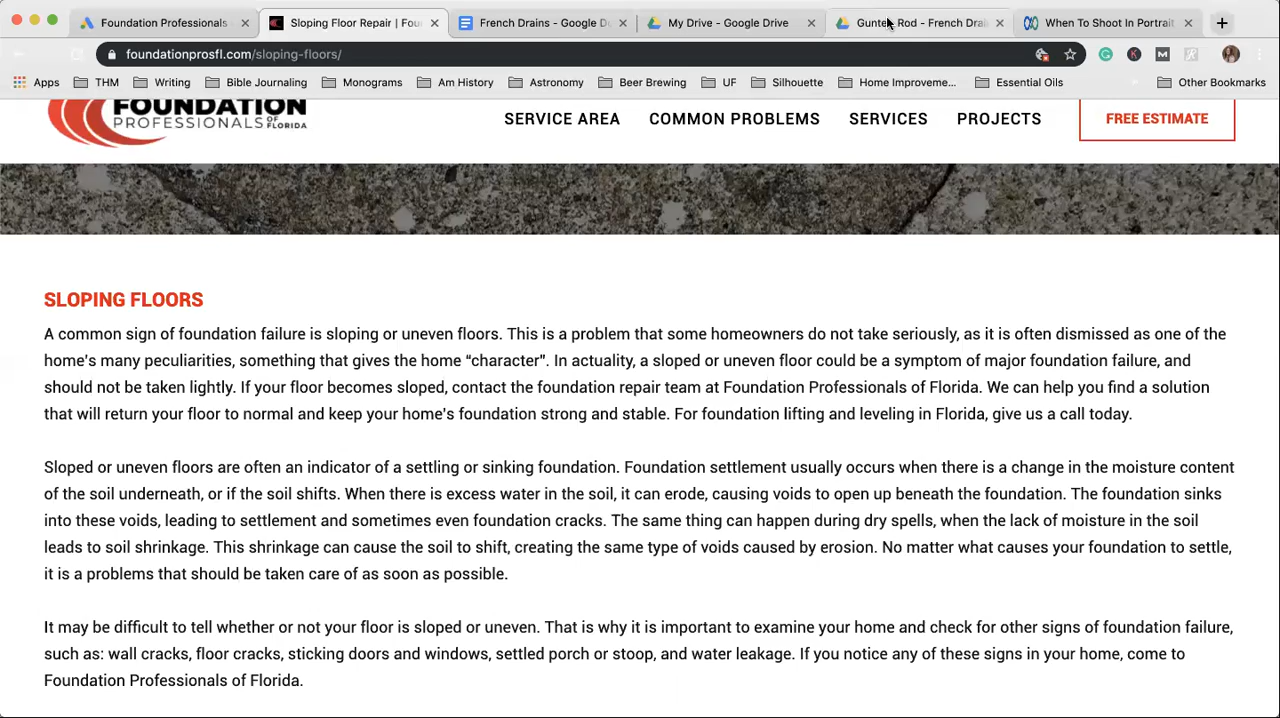 Foundation Professionals
Sloping Floor Repair | Fou
French Drains - Google Do
My Drive - Google Drive
Gunter Rod - French Drain
When To Shoot In Portrait
foundationprosfl.com/sloping-floors/
Apps
THM
Writing
Bible Journaling
Monograms
Am History
Astronomy
Beer Brewing
UF
Silhouette
Home Improveme...
Essential Oils
Other Bookmarks
FOUNDATION
PROFESSIONALS OF FLORIDA
SERVICE AREA
COMMON PROBLEMS
SERVICES
PROJECTS
FREE ESTIMATE
SLOPING FLOORS
A common sign of foundation failure is sloping or uneven floors. This is a problem that some homeowners do not take seriously, as it is often dismissed as one of the
home's many peculiarities, something that gives the home “character”. In actuality, a sloped or uneven floor could be a symptom of major foundation failure, and
should not be taken lightly. If your floor becomes sloped, contact the foundation repair team at Foundation Professionals of Florida. We can help you find a solution
that will return your floor to normal and keep your home's foundation strong and stable. For foundation lifting and leveling in Florida, give us a call today.
Sloped or uneven floors are often an indicator of a settling or sinking foundation. Foundation settlement usually occurs when there is a change in the moisture content
of the soil underneath, or if the soil shifts. When there is excess water in the soil, it can erode, causing voids to open up beneath the foundation. The foundation sinks
into these voids, leading to settlement and sometimes even foundation cracks. The same thing can happen during dry spells, when the lack of moisture in the soil
leads to soil shrinkage. This shrinkage can cause the soil to shift, creating the same type of voids caused by erosion. No matter what causes your foundation to settle,
it is a problems that should be taken care of as soon as possible.
It may be difficult to tell whether or not your floor is sloped or uneven. That is why it is important to examine your home and check for other signs of foundation failure,
such as: wall cracks, floor cracks, sticking doors and windows, settled porch or stoop, and water leakage. If you notice any of these signs in your home, come to
Foundation Professionals of Florida.